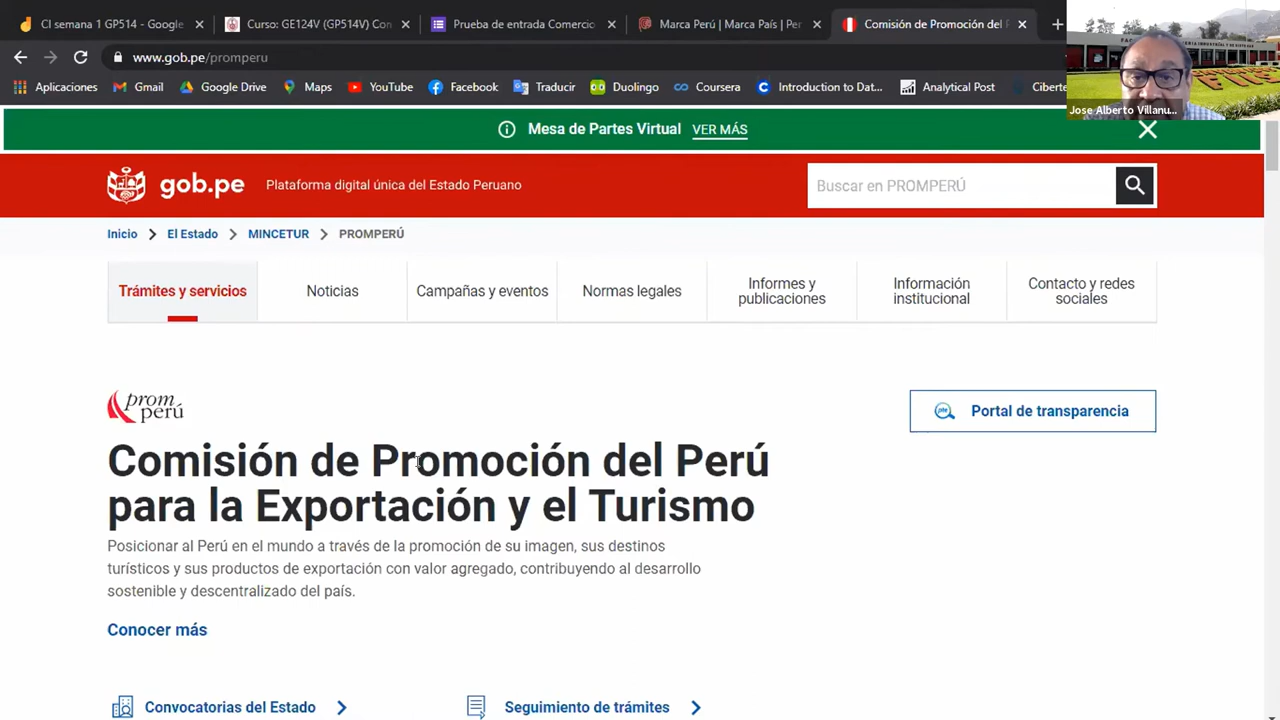 CI semana 1 GP514 - Google
Curso: GE124V (GP514V) Con
Prueba de entrada Comercio
Marca Perú | Marca País | Per
Comisión de Promoción del F
www.gob.pe/promperu
Aplicaciones
Gmail
Google Drive
Maps
YouTube
Facebook
Traducir
Duolingo
Coursera
Introduction to Dat...
Analytical Post
Ciberte
Jose Alberto Villanu...
Mesa de Partes Virtual VER MÁS
gob.pe
Plataforma digital única del Estado Peruano
Buscar en PROMPERÚ
Inicio > El Estado > MINCETUR > PROMPERÚ
Trámites y servicios
Noticias
Campañas y eventos
Normas legales
Informes y
publicaciones
Información
institucional
Contacto y redes
sociales
prom
perú
Portal de transparencia
Comisión de Promoción del Perú
para la Exportación y el Turismo
Posicionar al Perú en el mundo a través de la promoción de su imagen, sus destinos
turísticos y sus productos de exportación con valor agregado, contribuyendo al desarrollo
sostenible y descentralizado del país.
Conocer más
Convocatorias del Estado
Seguimiento de trámites